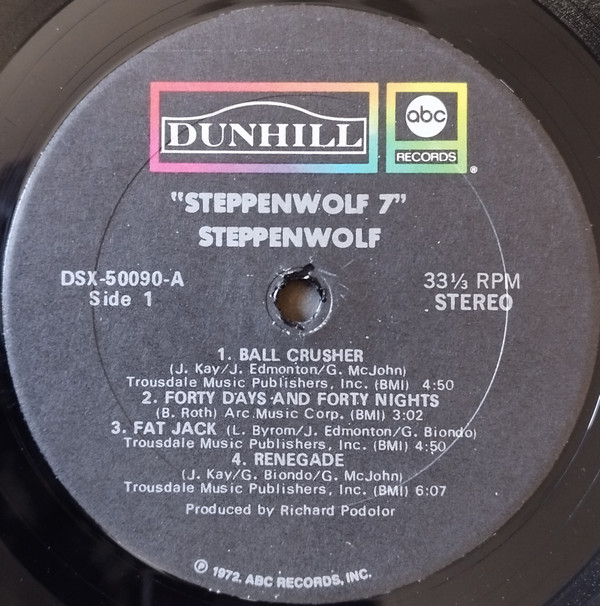 DUNHILL
abc
RECORDS
®
"STEPPENWOLF 7"
STEPPENWOLF
DSX-50090-A
Side 1
33⅓ RPM
STEREO
1. BALL CRUSHER
(J. Kay/J. Edmonton/G. McJohn)
Trousdale Music Publishers, Inc. (BMI) 4:50
2. FORTY DAYS AND FORTY NIGHTS
(B. Roth) Arc Music Corp. (BMI) 3:02
3. FAT JACK (L. Byrom/J. Edmonton/G. Biondo)
Trousdale Music Publishers, Inc. (BMI) 4:50
4. RENEGADE
(J. Kay/G. Biondo/G. McJohn)
Trousdale Music Publishers, Inc. (BMI) 6:07
Produced by Richard Podolor
℗ 1972, ABC RECORDS, INC.